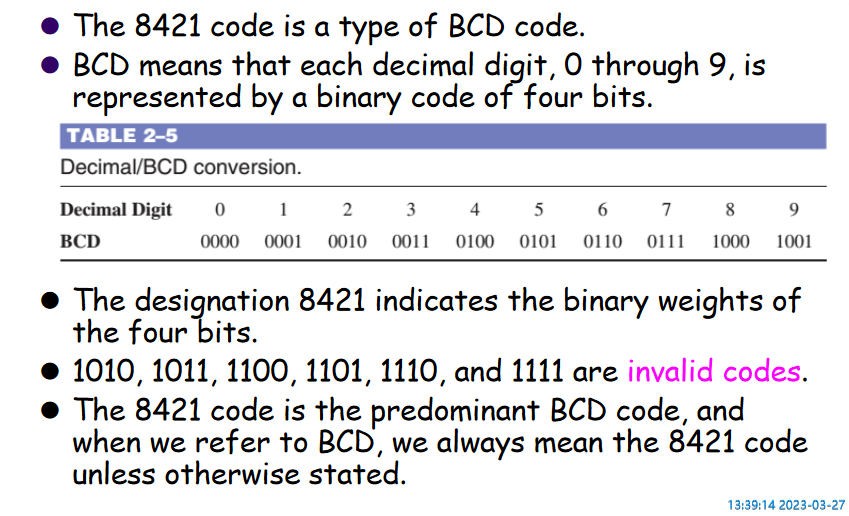 The 8421 code is a type of BCD code.
BCD means that each decimal digit, 0 through 9, is
represented by a binary code of four bits.
TABLE 2–5
Decimal/BCD conversion.
Decimal Digit 0 1 2 3 4 5 6 7 8 9
BCD 0000 0001 0010 0011 0100 0101 0110 0111 1000 1001
The designation 8421 indicates the binary weights of
the four bits.
1010, 1011, 1100, 1101, 1110, and 1111 are invalid codes.
The 8421 code is the predominant BCD code, and
when we refer to BCD, we always mean the 8421 code
unless otherwise stated.
13:39:14 2023-03-27